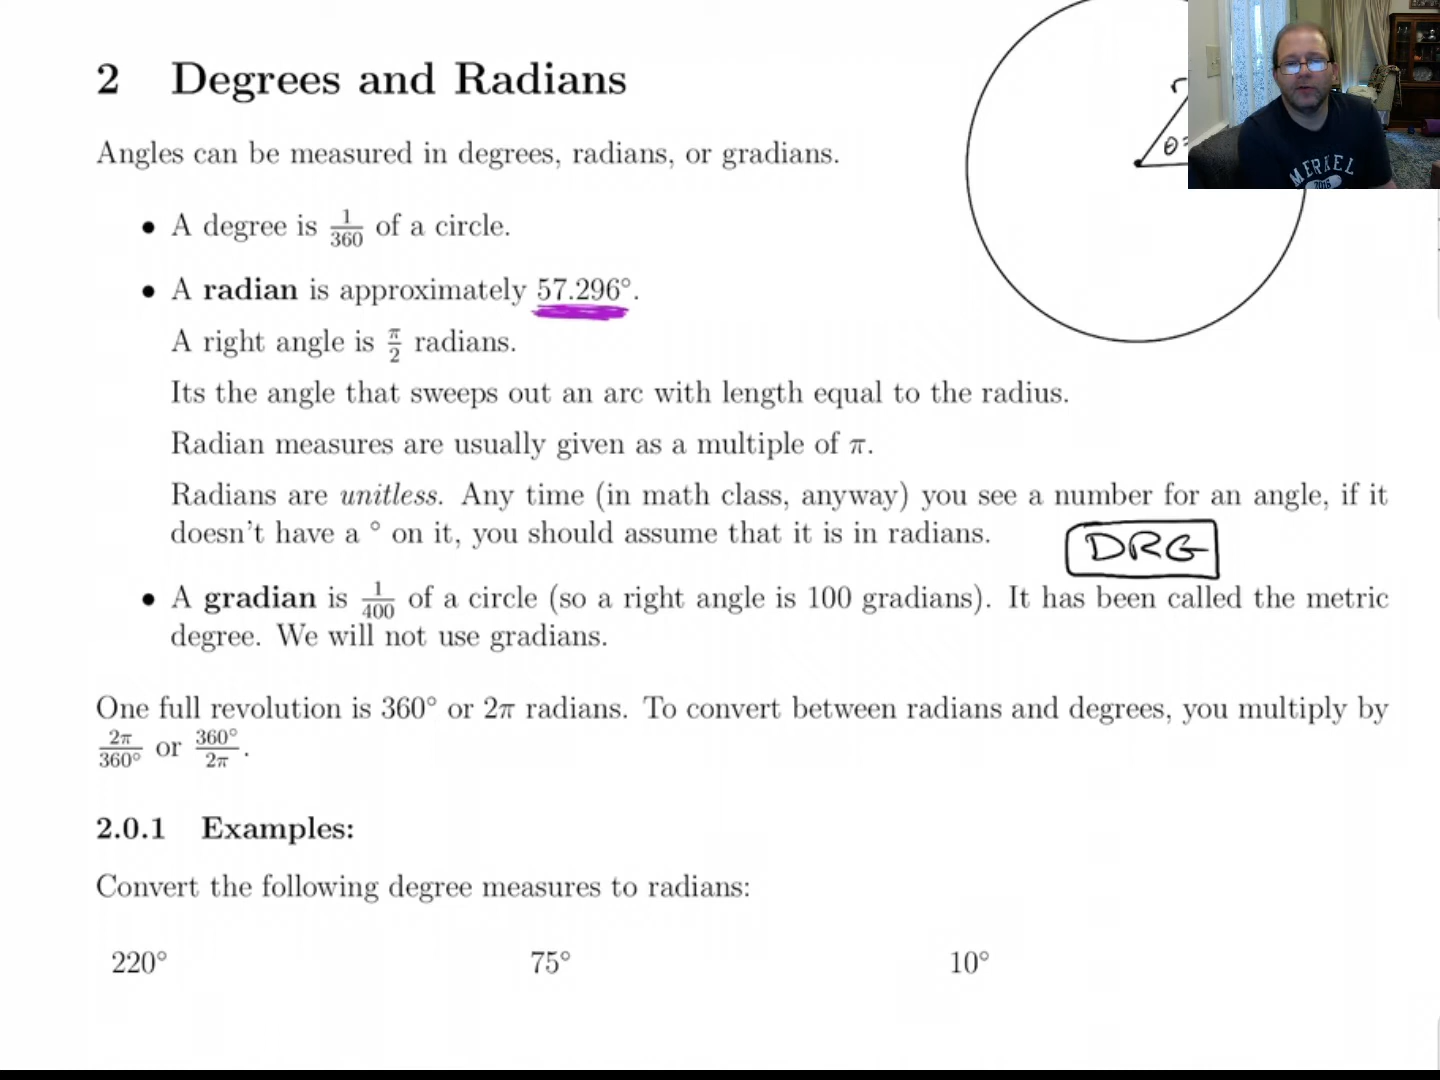 2 Degrees and Radians
Angles can be measured in degrees, radians, or gradians.
• A degree is 1/360 of a circle.
• A radian is approximately 57.296°.
A right angle is π/2 radians.
Its the angle that sweeps out an arc with length equal to the radius.
Radian measures are usually given as a multiple of π.
Radians are unitless. Any time (in math class, anyway) you see a number for an angle, if it
doesn't have a ° on it, you should assume that it is in radians.
DRG
• A gradian is 1/400 of a circle (so a right angle is 100 gradians). It has been called the metric
degree. We will not use gradians.
One full revolution is 360° or 2π radians. To convert between radians and degrees, you multiply by
2π/360° or 360°/2π.
2.0.1 Examples:
Convert the following degree measures to radians:
220° 75° 10°
θ=
MERKEL
2016